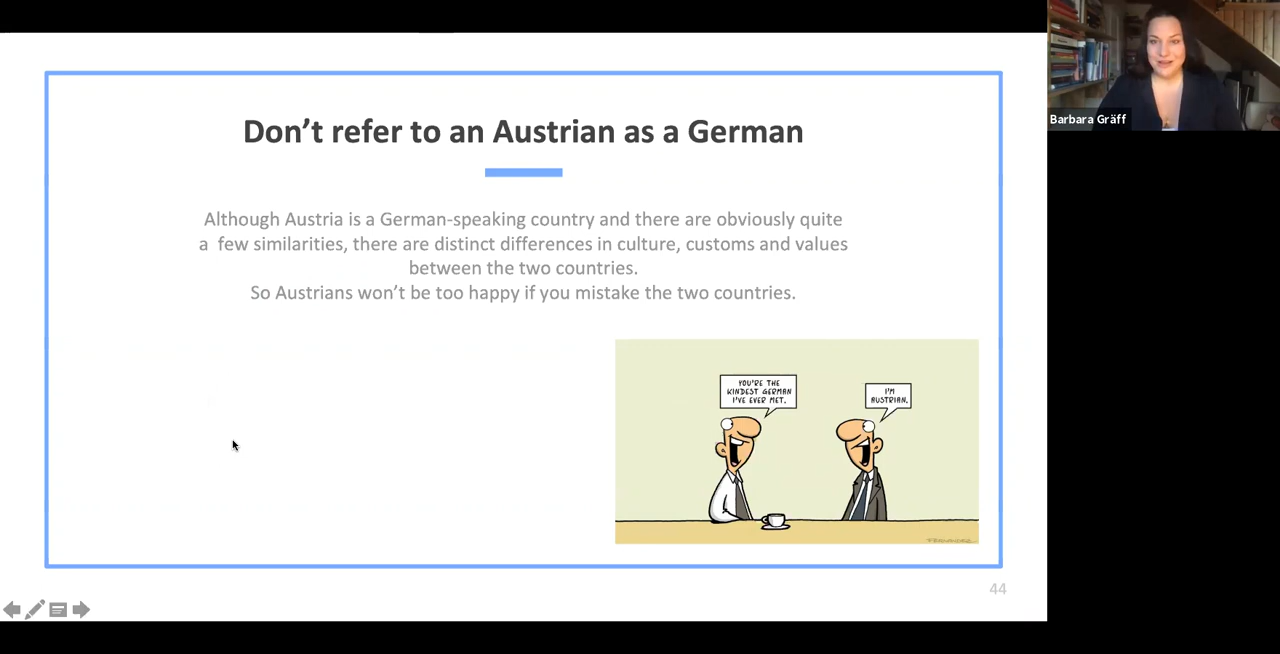 Don’t refer to an Austrian as a German
Although Austria is a German-speaking country and there are obviously quite
a few similarities, there are distinct differences in culture, customs and values
between the two countries.
So Austrians won’t be too happy if you mistake the two countries.
YOU'RE THE
KINDEST GERMAN
I'VE EVER MET.
I'M
AUSTRIAN.
44
Barbara Gräff